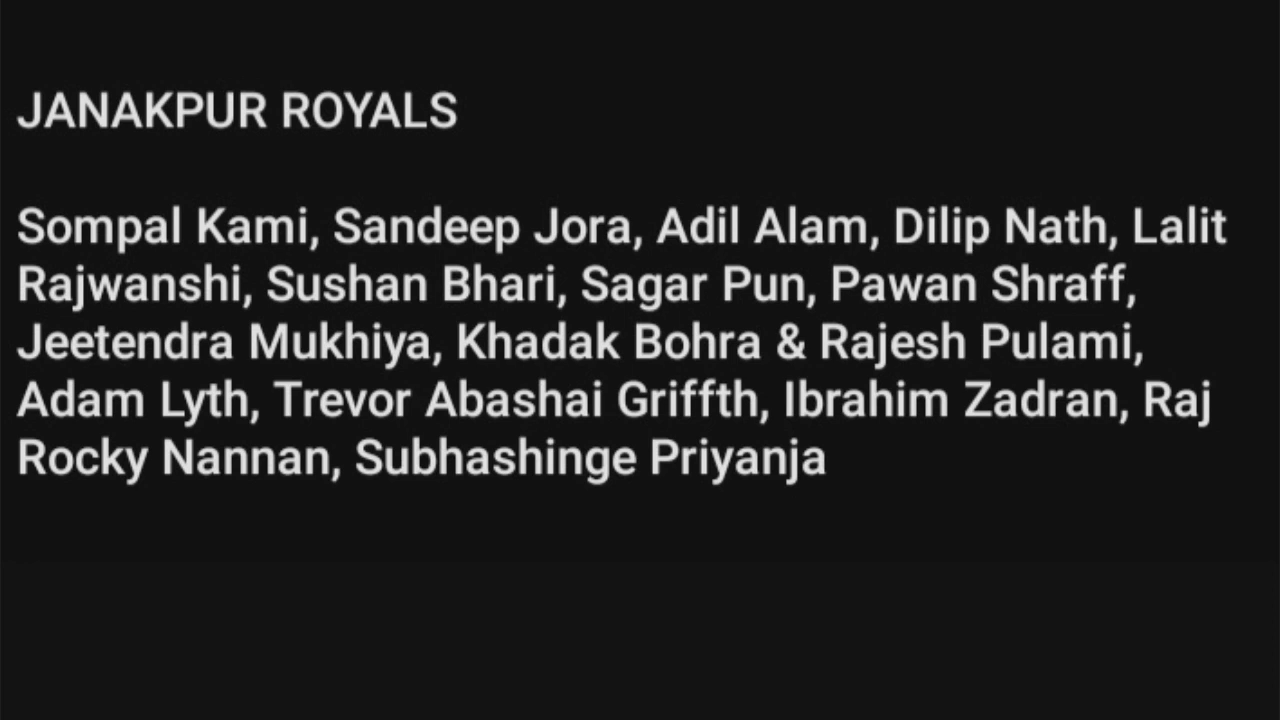 JANAKPUR ROYALS
Sompal Kami, Sandeep Jora, Adil Alam, Dilip Nath, Lalit
Rajwanshi, Sushan Bhari, Sagar Pun, Pawan Shraff,
Jeetendra Mukhiya, Khadak Bohra & Rajesh Pulami,
Adam Lyth, Trevor Abashai Griffth, Ibrahim Zadran, Raj
Rocky Nannan, Subhashinge Priyanja